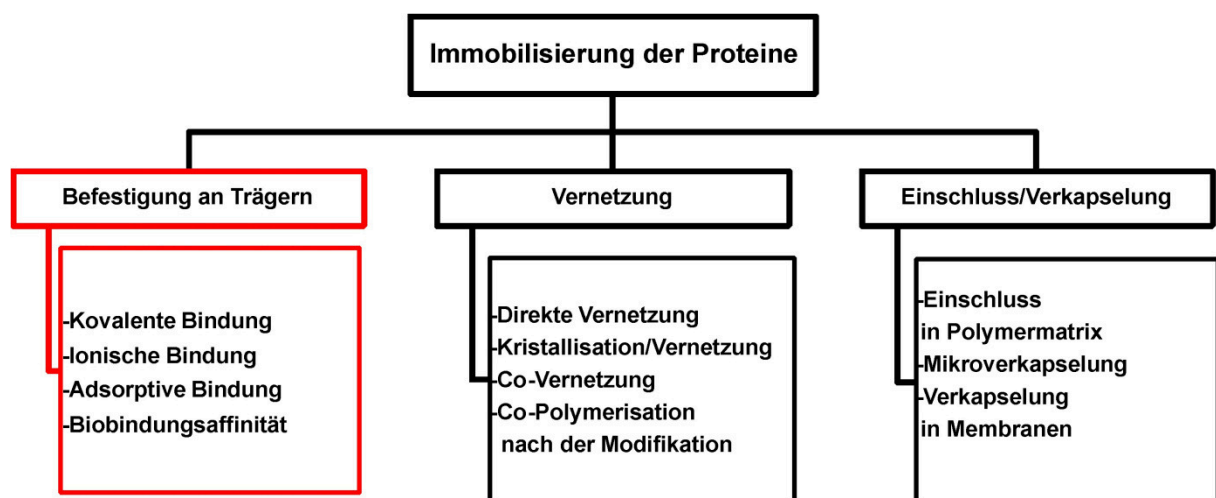 Immobilisierung der Proteine
Befestigung an Trägern
-Kovalente Bindung
-Ionische Bindung
-Adsorptive Bindung
-Biobindungsaffinität
Vernetzung
-Direkte Vernetzung
-Kristallisation/Vernetzung
-Co-Vernetzung
-Co-Polymerisation
nach der Modifikation
Einschluss/Verkapselung
-Einschluss
in Polymermatrix
-Mikroverkapselung
-Verkapselung
in Membranen